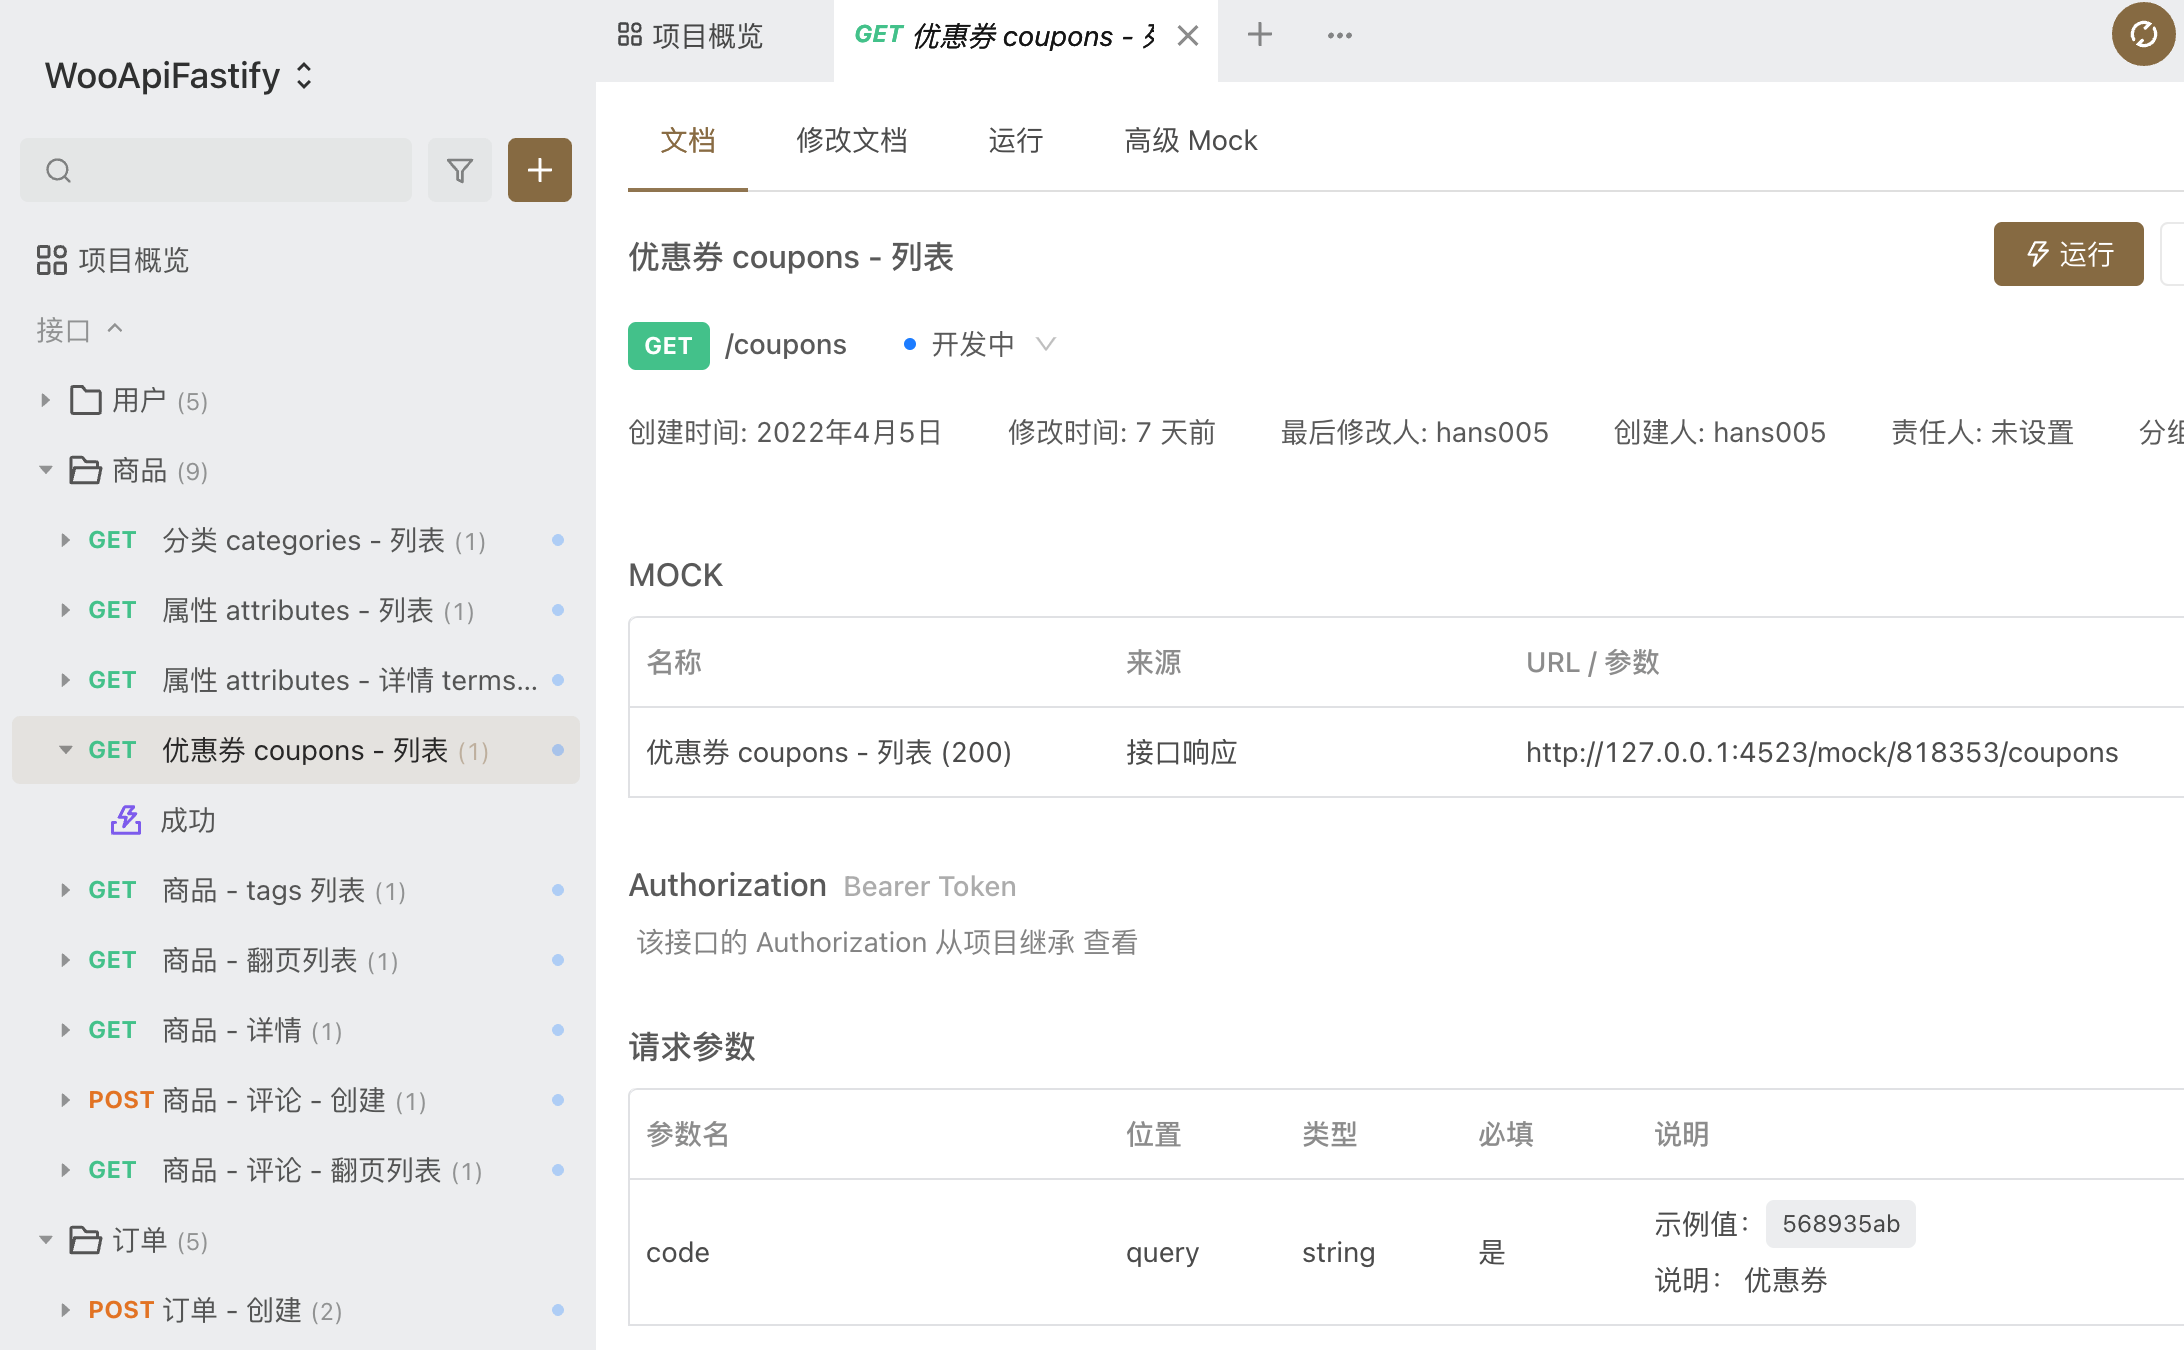 WooApiFastify
项目概览
接口
用户 (5)
商品 (9)
GET 分类 categories - 列表 (1)
GET 属性 attributes - 列表 (1)
GET 属性 attributes - 详情 terms...
GET 优惠券 coupons - 列表 (1)
成功
GET 商品 - tags 列表 (1)
GET 商品 - 翻页列表 (1)
GET 商品 - 详情 (1)
POST 商品 - 评论 - 创建 (1)
GET 商品 - 评论 - 翻页列表 (1)
订单 (5)
POST 订单 - 创建 (2)
项目概览
GET 优惠券 coupons -
文档 修改文档 运行 高级 Mock
优惠券 coupons - 列表
运行
GET /coupons 开发中
创建时间: 2022年4月5日 修改时间: 7 天前 最后修改人: hans005 创建人: hans005 责任人: 未设置 分组
MOCK
名称 来源 URL / 参数
优惠券 coupons - 列表 (200) 接口响应 http://127.0.0.1:4523/mock/818353/coupons
Authorization Bearer Token
该接口的 Authorization 从项目继承 查看
请求参数
参数名 位置 类型 必填 说明
code query string 是 示例值： 568935ab
说明： 优惠券